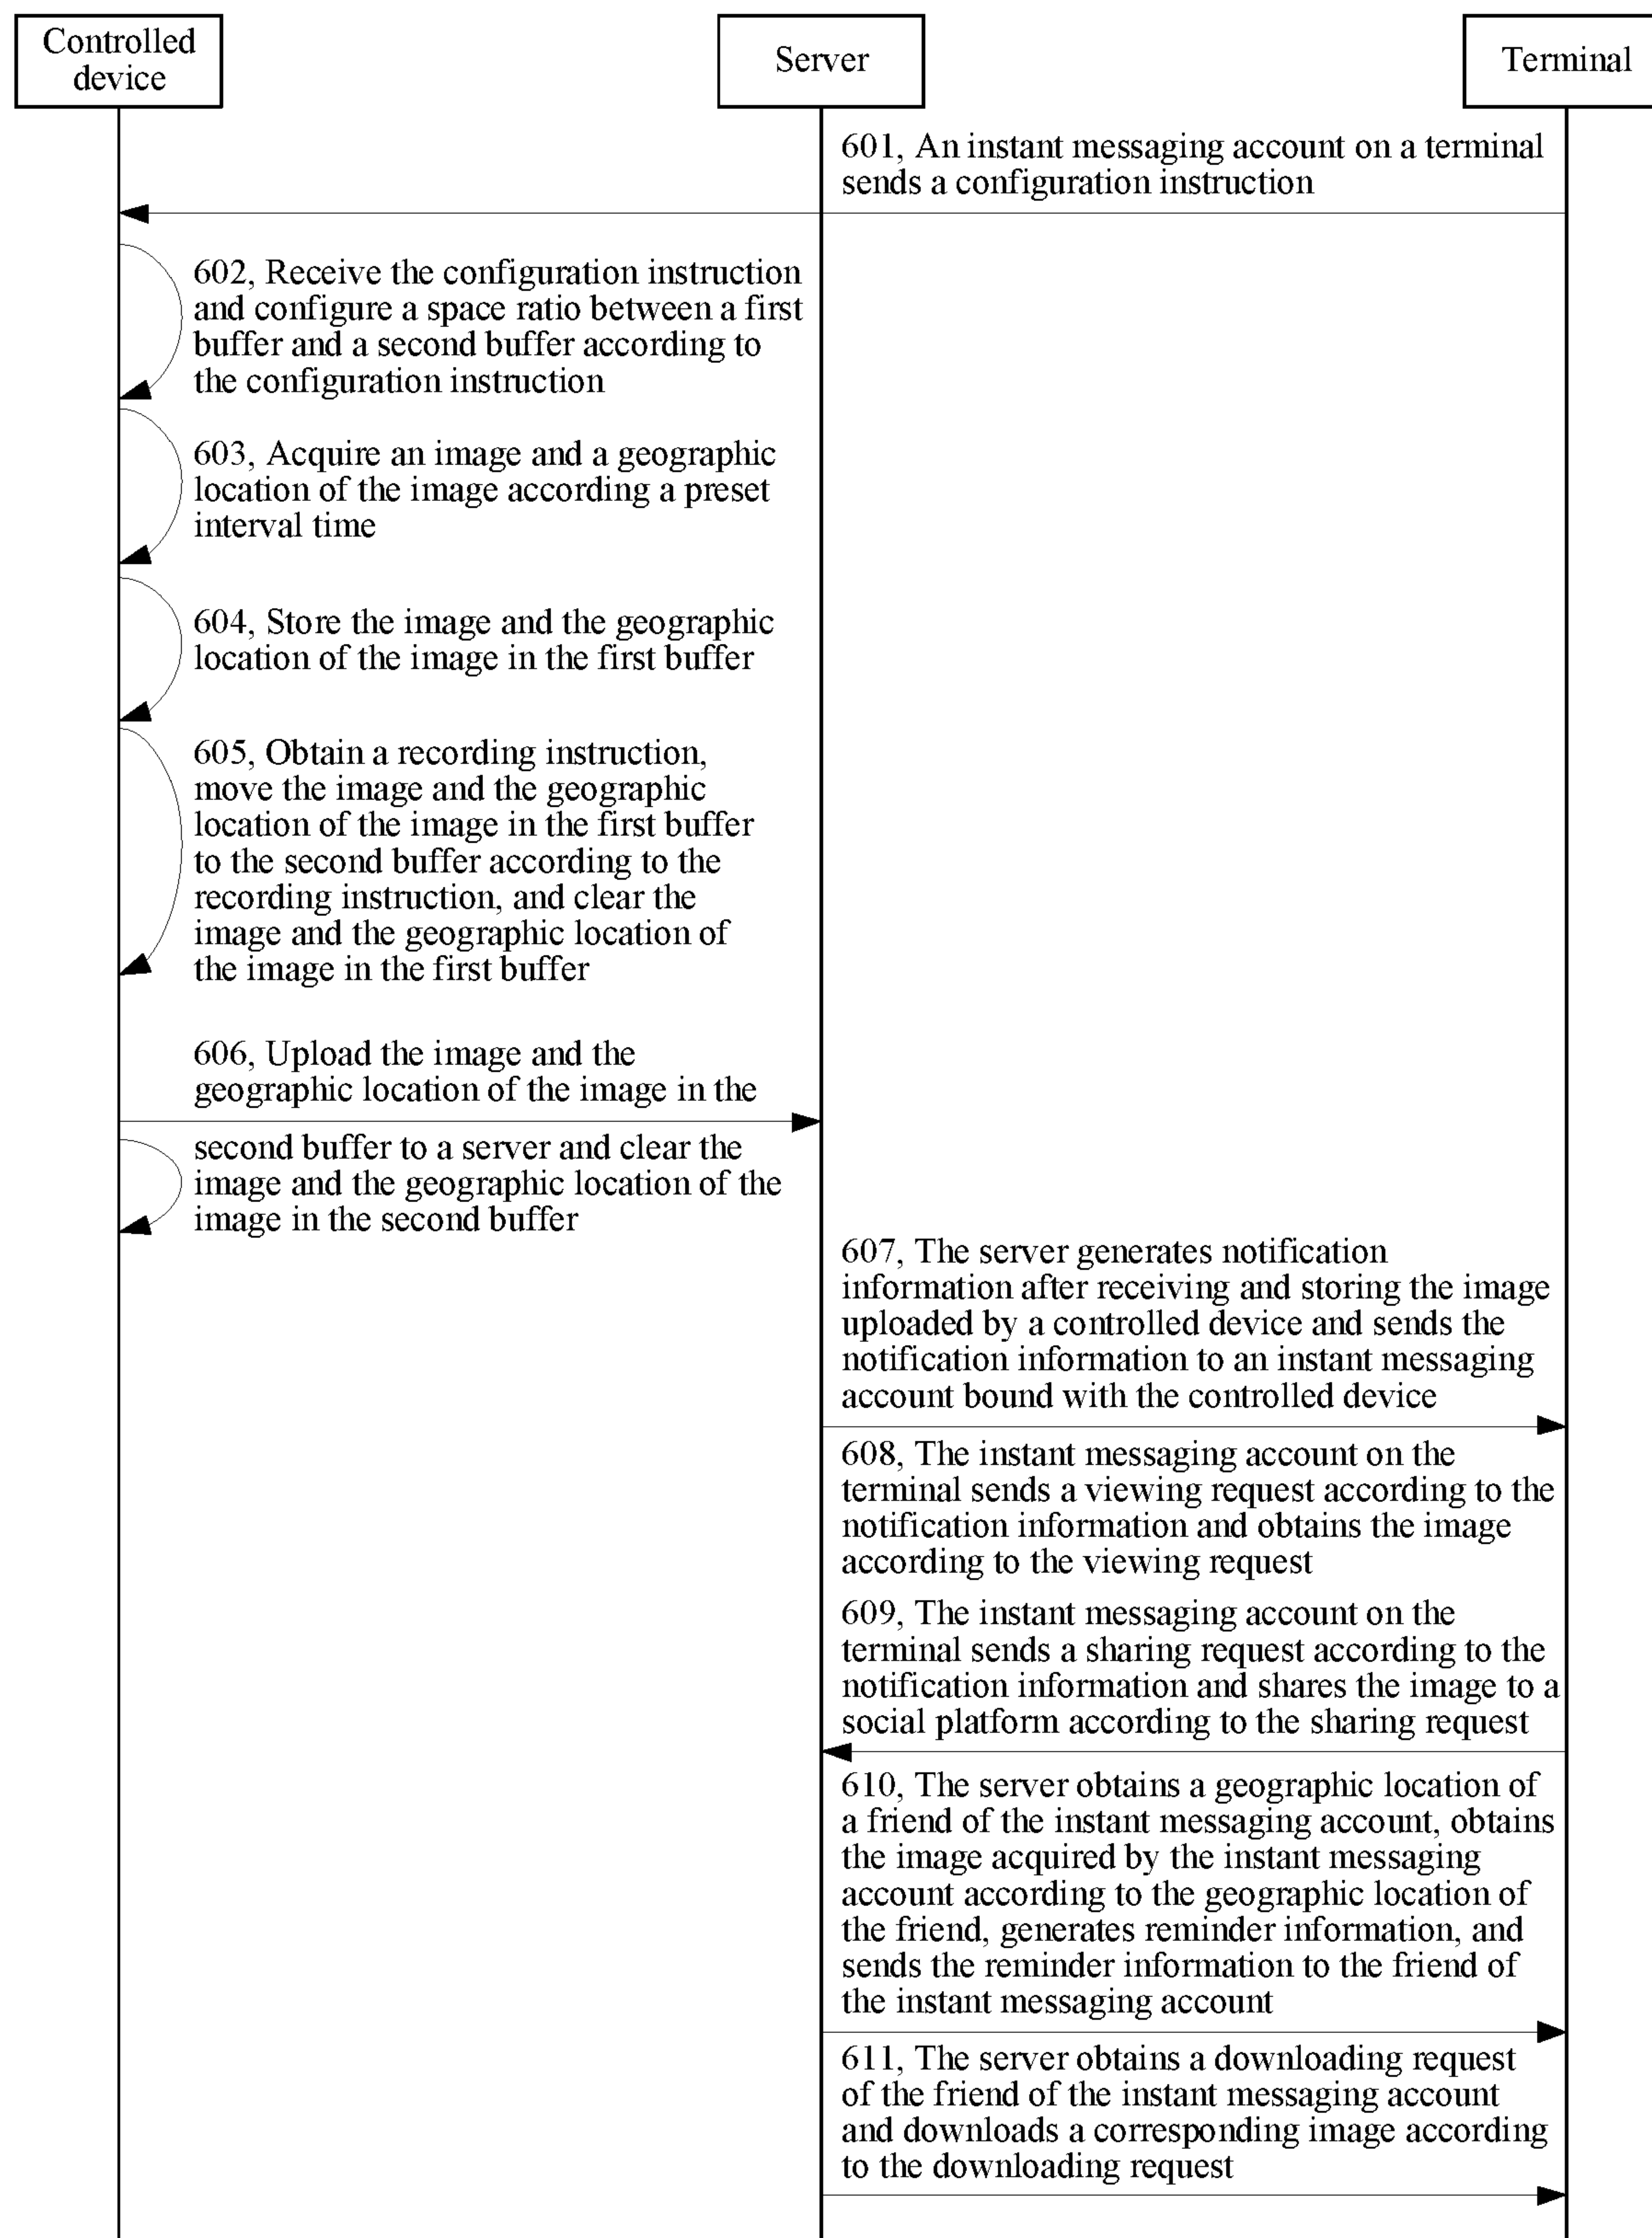 Controlled
device
Server
Terminal
601, An instant messaging account on a terminal
sends a configuration instruction
602, Receive the configuration instruction
and configure a space ratio between a first
buffer and a second buffer according to
the configuration instruction
603, Acquire an image and a geographic
location of the image according a preset
interval time
604, Store the image and the geographic
location of the image in the first buffer
605, Obtain a recording instruction,
move the image and the geographic
location of the image in the first buffer
to the second buffer according to the
recording instruction, and clear the
image and the geographic location of
the image in the first buffer
606, Upload the image and the
geographic location of the image in the
second buffer to a server and clear the
image and the geographic location of the
image in the second buffer
607, The server generates notification
information after receiving and storing the image
uploaded by a controlled device and sends the
notification information to an instant messaging
account bound with the controlled device
608, The instant messaging account on the
terminal sends a viewing request according to the
notification information and obtains the image
according to the viewing request
609, The instant messaging account on the
terminal sends a sharing request according to the
notification information and shares the image to a
social platform according to the sharing request
610, The server obtains a geographic location of
a friend of the instant messaging account, obtains
the image acquired by the instant messaging
account according to the geographic location of
the friend, generates reminder information, and
sends the reminder information to the friend of
the instant messaging account
611, The server obtains a downloading request
of the friend of the instant messaging account
and downloads a corresponding image according
to the downloading request